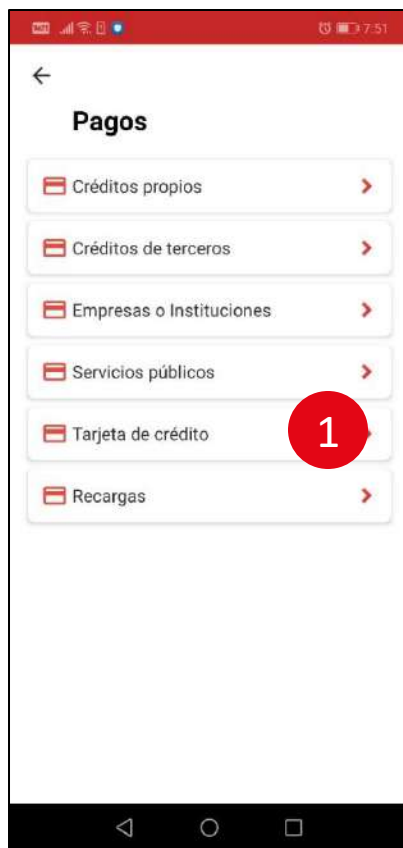 7:51
Pagos
Créditos propios
Créditos de terceros
Empresas o Instituciones
Servicios públicos
Tarjeta de crédito 1
Recargas